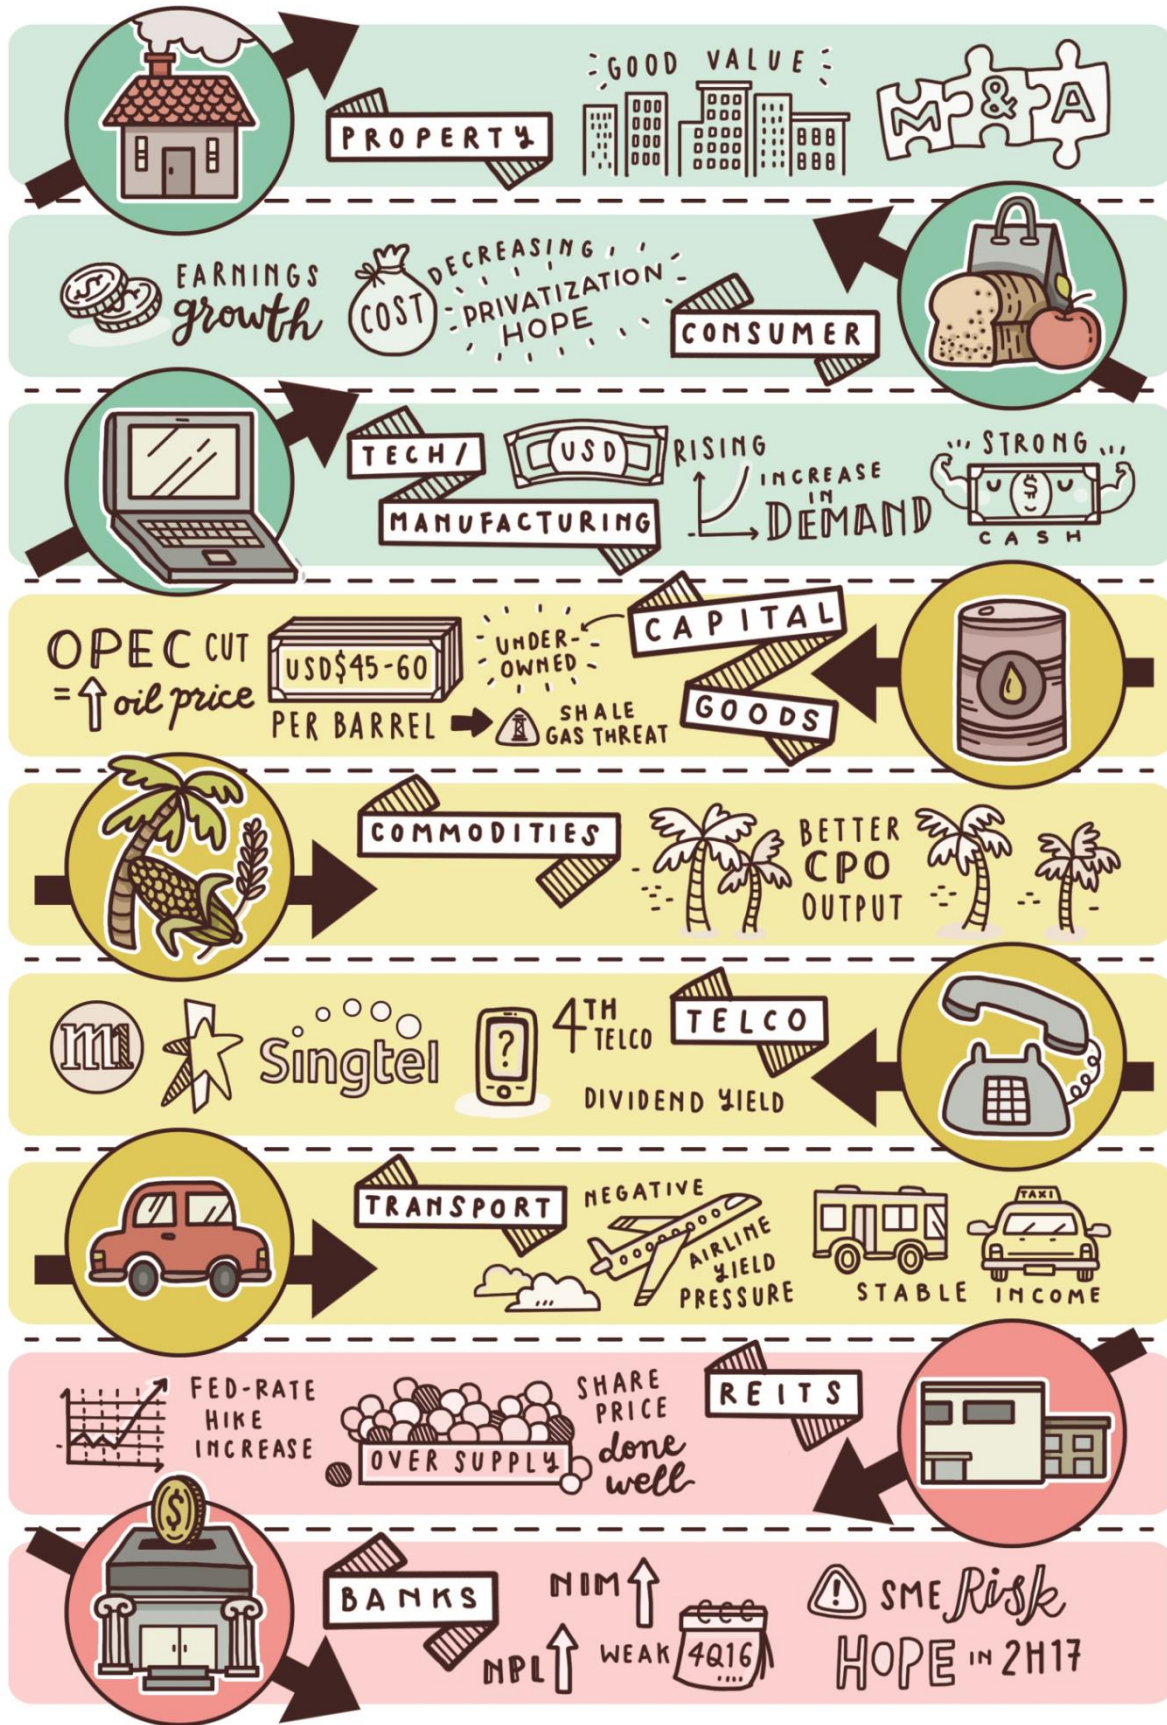 PROPERTY
GOOD VALUE
M & A
EARNINGS
growth
COST
DECREASING
PRIVATIZATION
HOPE
CONSUMER
TECH/
MANUFACTURING
USD
RISING
INCREASE
IN
DEMAND
STRONG
$
CASH
OPEC CUT
= oil price
USD$45-60
PER BARREL
UNDER-
OWNED
SHALE
GAS THREAT
CAPITAL
GOODS
COMMODITIES
BETTER
CPO
OUTPUT
m1
Singtel
?
4TH
TELCO
DIVIDEND YIELD
TELCO
TRANSPORT
NEGATIVE
AIRLINE
YIELD
PRESSURE
TAXI
STABLE INCOME
FED-RATE
HIKE
INCREASE
OVER SUPPLY
SHARE
PRICE
done
well
REITS
$
BANKS
NIM
NPL
WEAK 4Q16
! SME Risk
HOPE IN 2H17